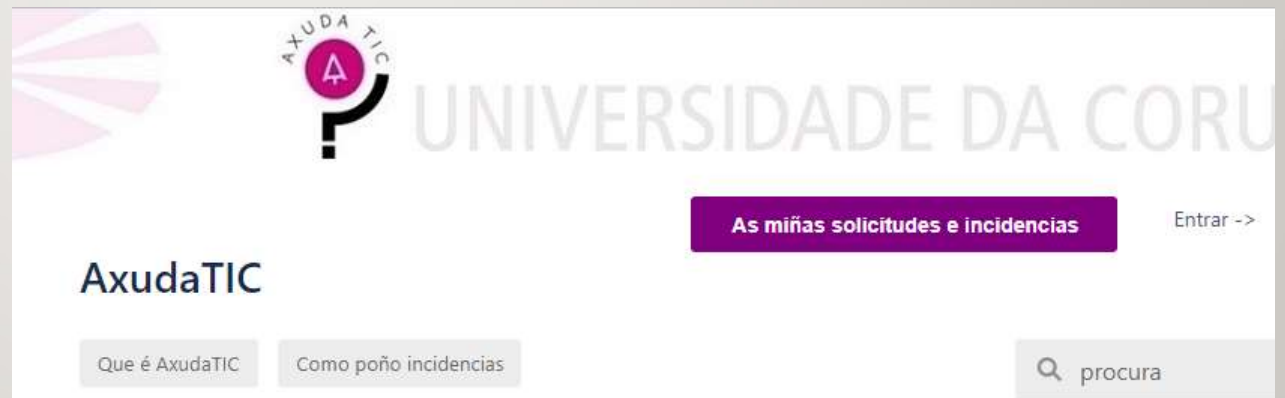 AXUDA TIC
UNIVERSIDADE DA CORU
As miñas solicitudes e incidencias
Entrar ->
AxudaTIC
Que é AxudaTIC
Como poño incidencias
procura